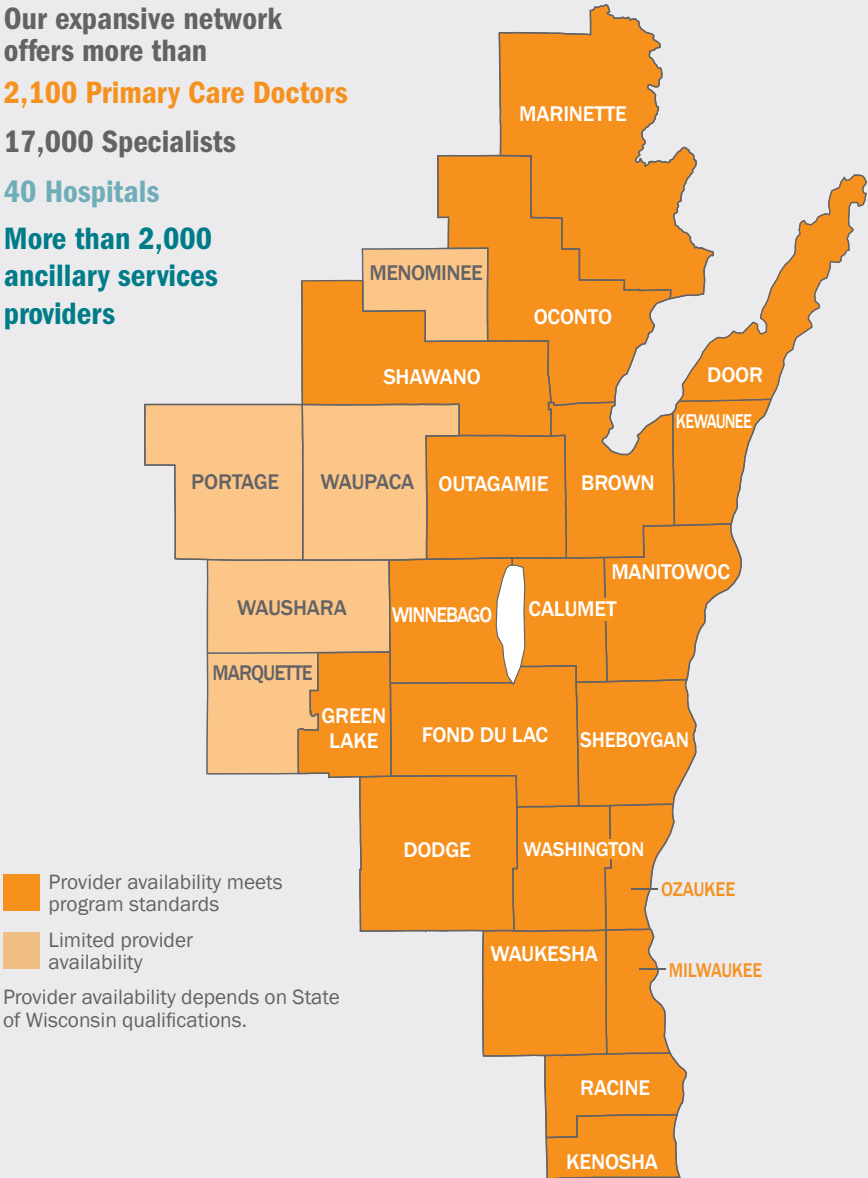 Our expansive network
offers more than
2,100 Primary Care Doctors
17,000 Specialists
40 Hospitals
More than 2,000
ancillary services
providers
MARINETTE
MENOMINEE
OCONTO
SHAWANO
DOOR
KEWAUNEE
PORTAGE
WAUPACA
OUTAGAMIE
BROWN
MANITOWOC
WAUSHARA
WINNEBAGO
CALUMET
MARQUETTE
GREEN
LAKE
FOND DU LAC
SHEBOYGAN
DODGE
WASHINGTON
OZAUKEE
WAUKESHA
MILWAUKEE
RACINE
KENOSHA
Provider availability meets
program standards
Limited provider
availability
Provider availability depends on State
of Wisconsin qualifications.